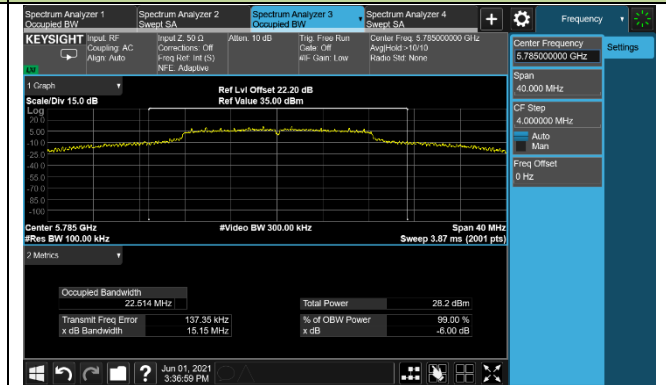 Spectrum Analyzer 1
Occupied BW
Spectrum Analyzer 2
Swept SA
Spectrum Analyzer 3
Occupied BW
Spectrum Analyzer 4
Swept SA
+
Frequency
KEYSIGHT
Input: RF
Coupling: AC
Align: Auto
Input Z: 50 Ω
Corrections: Off
Freq Ref: Int (S)
NFE: Adaptive
Atten: 10 dB
Trig: Free Run
Gate: Off
#IF Gain: Low
Center Freq: 5.785000000 GHz
Avg|Hold:>10/10
Radio Std: None
Center Frequency
5.785000000 GHz
Settings
Span
40.000 MHz
CF Step
4.000000 MHz
Auto
Man
Freq Offset
0 Hz
1 Graph
Scale/Div 15.0 dB
Ref Lvl Offset 22.20 dB
Ref Value 35.00 dBm
Log
20.0
5.00
-10.0
-25.0
-40.0
-55.0
-70.0
-85.0
-100
Center 5.785 GHz
#Video BW 300.00 kHz
Span 40 MHz
#Res BW 100.00 kHz
Sweep 3.87 ms (2001 pts)
2 Metrics
Occupied Bandwidth
22.514 MHz
Total Power
28.2 dBm
Transmit Freq Error
137.35 kHz
% of OBW Power
99.00 %
x dB Bandwidth
15.15 MHz
x dB
-6.00 dB
?
Jun 01, 2021
3:36:59 PM